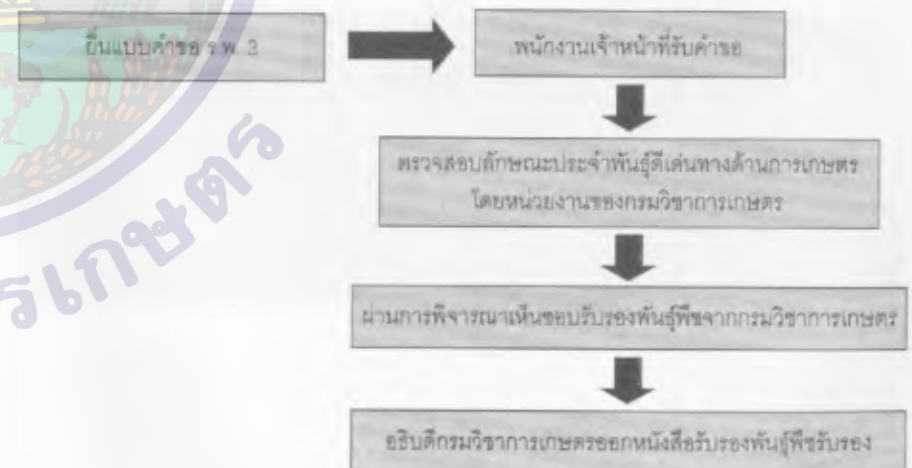 ยื่นแบบคำขอ ร.พ. 3
พนักงานเจ้าหน้าที่รับคำขอ
ตรวจสอบลักษณะประจำพันธุ์ดีเด่นทางด้านการเกษตร
โดยหน่วยงานของกรมวิชาการเกษตร
ผ่านการพิจารณาเห็นชอบรับรองพันธุ์พืชจากกรมวิชาการเกษตร
อธิบดีกรมวิชาการเกษตรออกหนังสือรับรองพันธุ์พืชรับรอง
รเกษตร